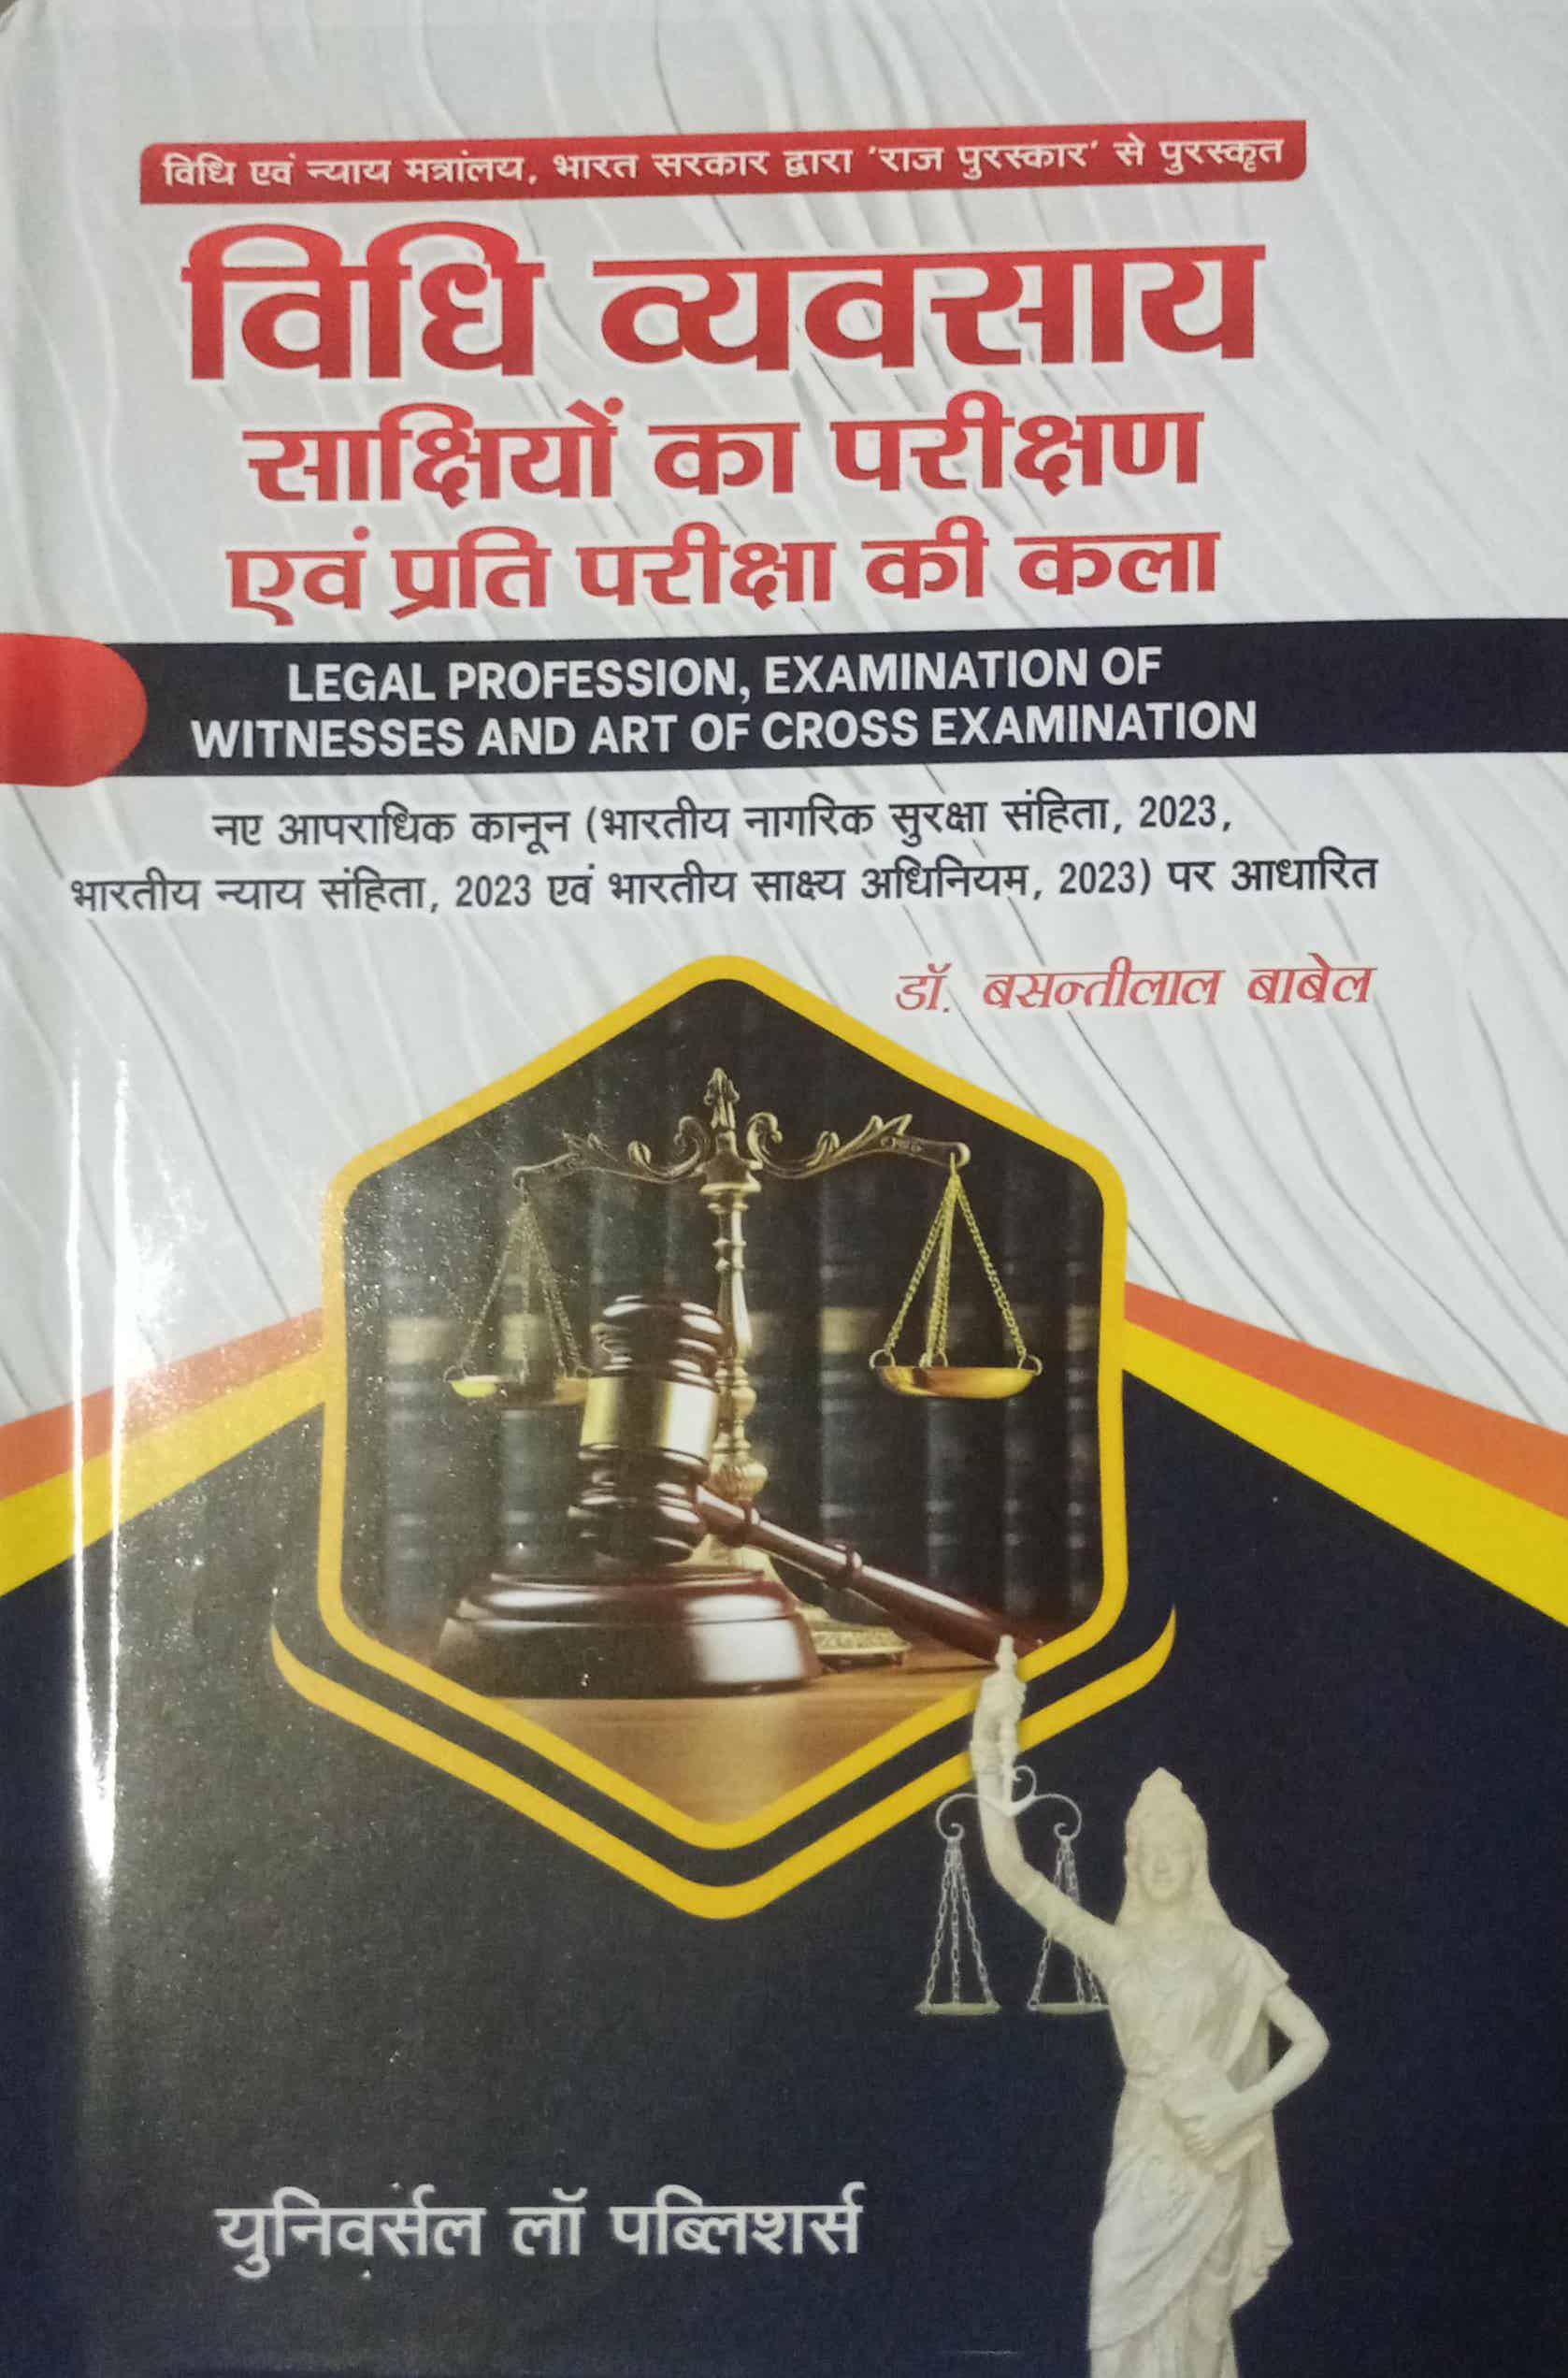 विधि एवं न्याय मत्रांलय, भारत सरकार द्वारा 'राज पुरस्कार' से पुरस्कृत
विधि व्यवसाय
साक्षियों का परीक्षण
एवं प्रति परीक्षा की कला
LEGAL PROFESSION, EXAMINATION OF
WITNESSES AND ART OF CROSS EXAMINATION
नए आपराधिक कानून (भारतीय नागरिक सुरक्षा संहिता, 2023,
भारतीय न्याय संहिता, 2023 एवं भारतीय साक्ष्य अधिनियम, 2023) पर आधारित
डॉ. बसन्तीलाल बाबेल
युनिवर्सल लॉ पब्लिशर्स